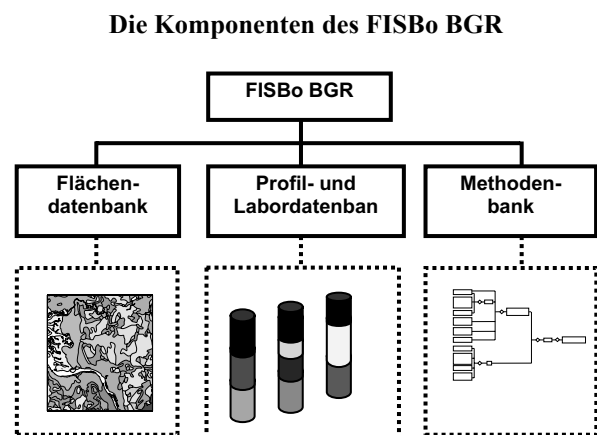 Die Komponenten des FISBo BGR
FISBo BGR
Flächen-
datenbank
Profil- und
Labordatenban
Methoden-
bank